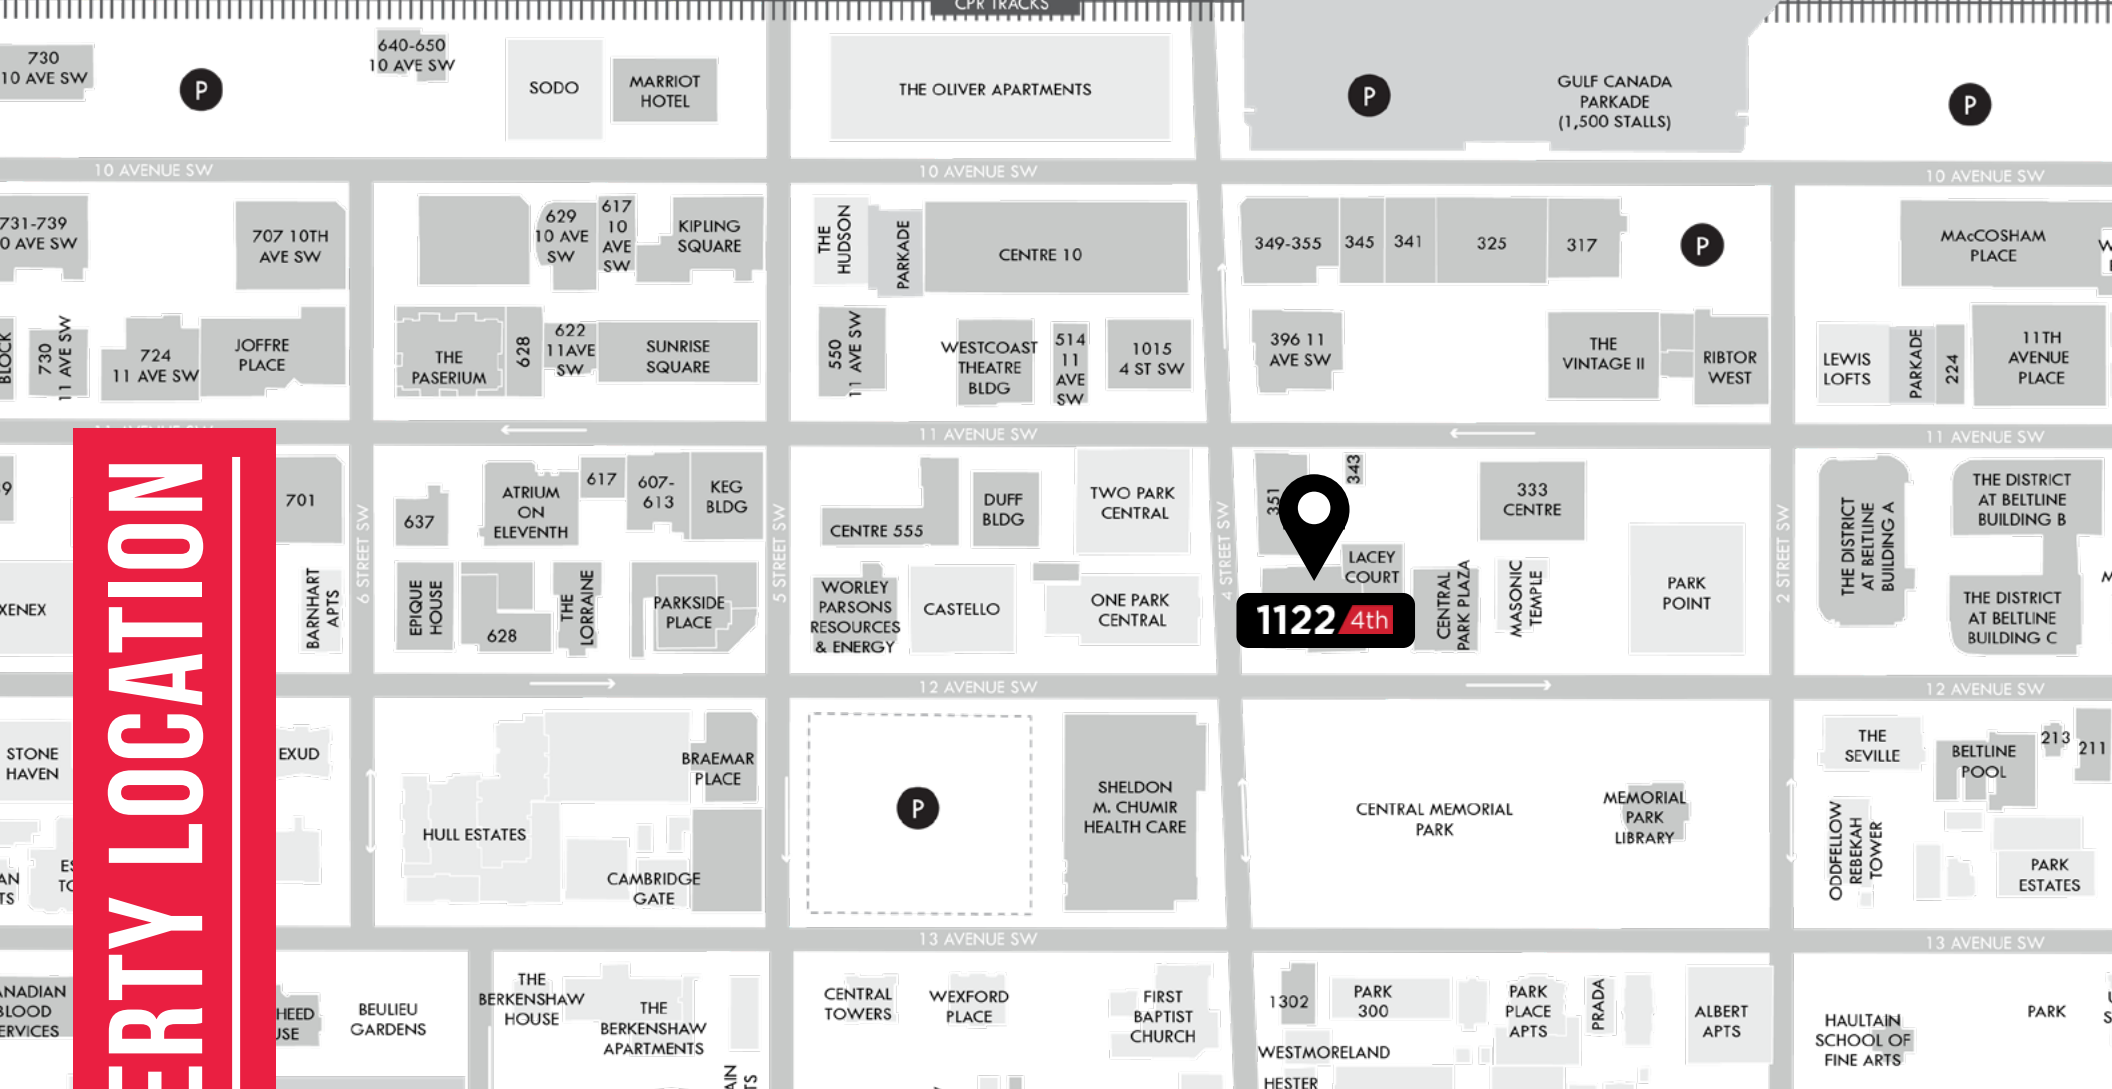 CPR TRACKS
730
10 AVE SW
P
640-650
10 AVE SW
SODO
MARRIOT
HOTEL
THE OLIVER APARTMENTS
P
GULF CANADA
PARKADE
(1,500 STALLS)
P
10 AVENUE SW
10 AVENUE SW
10 AVENUE SW
731-739
0 AVE SW
707 10TH
AVE SW
629
10 AVE
SW
617
10
AVE
SW
KIPLING
SQUARE
THE
HUDSON
PARKADE
CENTRE 10
349-355
345
341
325
317
P
MAcCOSHAM
PLACE
BLOCK
730
11 AVE SW
724
11 AVE SW
JOFFRE
PLACE
THE
PASERIUM
628
622
11AVE
SW
SUNRISE
SQUARE
550
11 AVE SW
WESTCOAST
THEATRE
BLDG
514
11
AVE
SW
1015
4 ST SW
396 11
AVE SW
THE
VINTAGE II
RIBTOR
WEST
LEWIS
LOFTS
PARKADE
224
11TH
AVENUE
PLACE
11 AVENUE SW
11 AVENUE SW
9
701
6 STREET SW
637
ATRIUM
ON
ELEVENTH
617
607-
613
KEG
BLDG
5 STREET SW
CENTRE 555
DUFF
BLDG
TWO PARK
CENTRAL
4 STREET SW
351
343
333
CENTRE
2 STREET SW
THE DISTRICT
AT BELTLINE
BUILDING A
THE DISTRICT
AT BELTLINE
BUILDING B
XENEX
BARNHART
ARTS
EPIQUE
HOUSE
628
THE
LORRAINE
PARKSIDE
PLACE
WORLEY
PARSONS
RESOURCES
& ENERGY
CASTELLO
ONE PARK
CENTRAL
LACEY
COURT
1122 4th
CENTRAL
PARK PLAZA
MASONIC
TEMPLE
PARK
POINT
THE DISTRICT
AT BELTLINE
BUILDING C
12 AVENUE SW
12 AVENUE SW
ERTY LOCATION
STONE
HAVEN
EXUD
HULL ESTATES
BRAEMAR
PLACE
CAMBRIDGE
GATE
P
SHELDON
M. CHUMIR
HEALTH CARE
CENTRAL MEMORIAL
PARK
MEMORIAL
PARK
LIBRARY
THE
SEVILLE
BELTLINE
POOL
213
211
ODDFELLOW
REBEKAH
TOWER
PARK
ESTATES
13 AVENUE SW
13 AVENUE SW
ANADIAN
BLOOD
ERVICES
HEED
USE
BEULIEU
GARDENS
THE
BERKENSHAW
HOUSE
THE
BERKENSHAW
APARTMENTS
CENTRAL
TOWERS
WEXFORD
PLACE
FIRST
BAPTIST
CHURCH
1302
PARK
300
PARK
PLACE
APTS
PRADA
ALBERT
APTS
WESTMORELAND
HESTER
HAULTAIN
SCHOOL OF
FINE ARTS
PARK